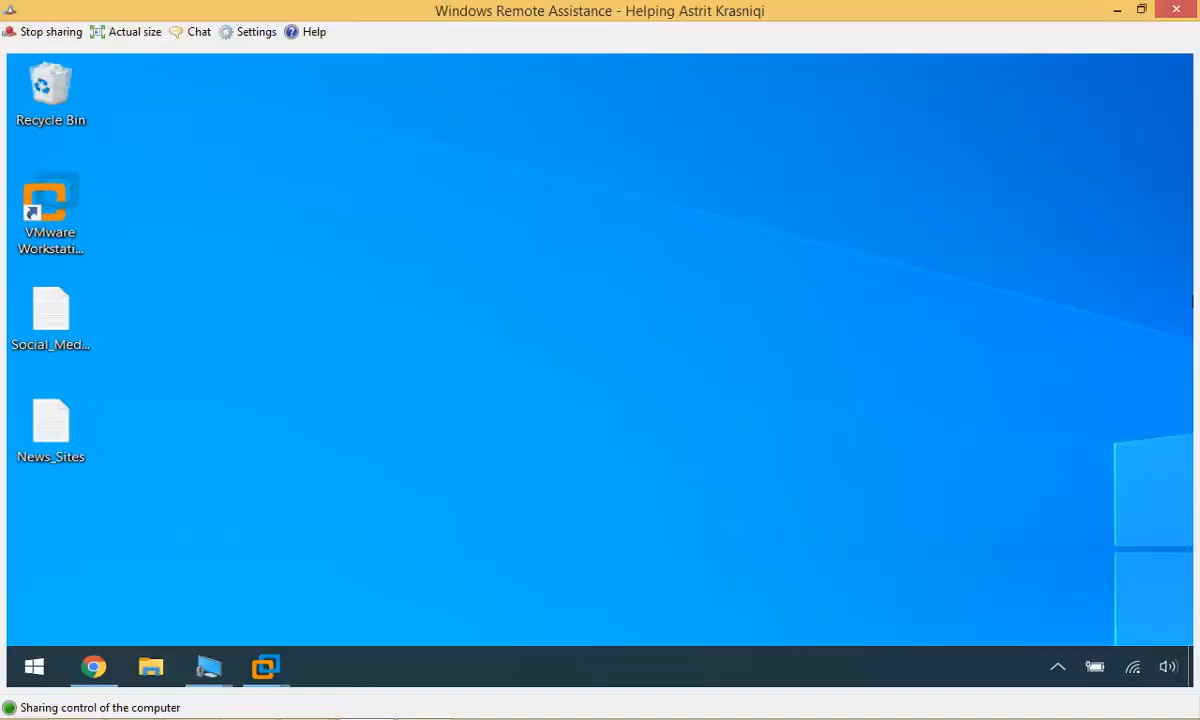 Windows Remote Assistance - Helping Astrit Krasniqi
Stop sharing Actual size Chat Settings Help
Recycle Bin
VMware
Workstati...
Social_Med...
News_Sites
Sharing control of the computer